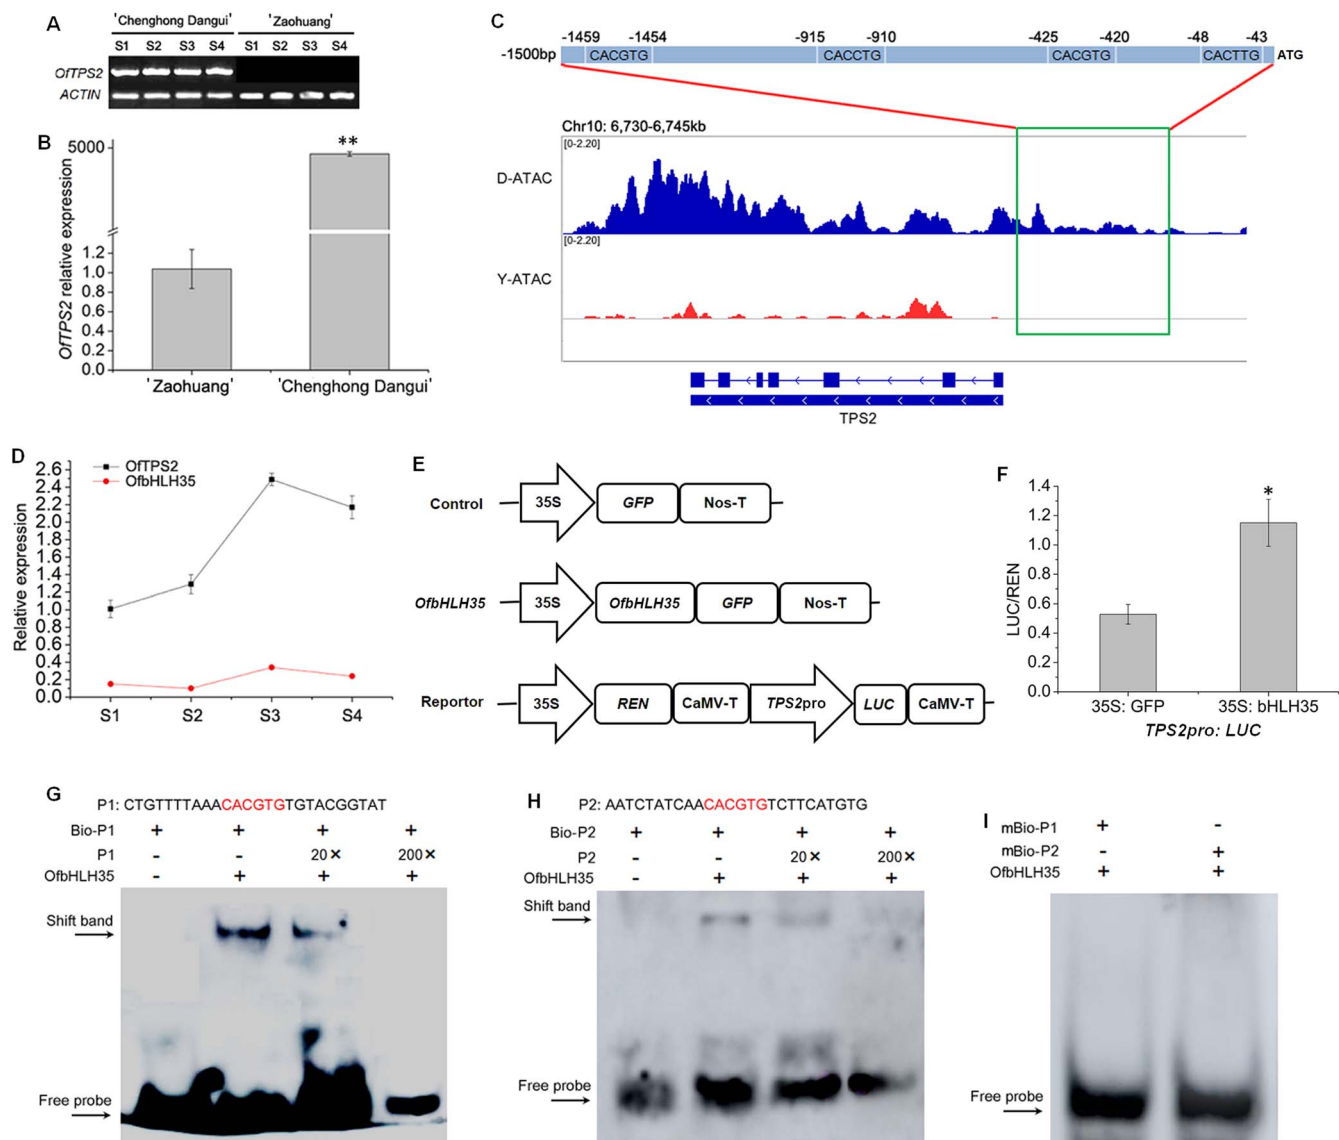 A
'Chenghong Dangui' 'Zaohuang'
S1 S2 S3 S4 S1 S2 S3 S4
OfTPS2
ACTIN
B
OfTPS2 relative expression
5000
1.2
1.0
0.8
0.6
0.4
0.2
0.0
**
'Zaohuang' 'Chenghong Dangui'
C
-1459 -1454 -915 -910 -425 -420 -48 -43
-1500bp CACGTG CACCTG CACGTG CACTTG ATG
Chr10: 6,730-6,745kb
[0-2.20]
D-ATAC
[0-2.20]
Y-ATAC
TPS2
D
OfTPS2
OfbHLH35
Relative expression
2.6
2.4
2.2
2.0
1.8
1.6
1.4
1.2
1.0
0.8
0.6
0.4
0.2
0.0
S1 S2 S3 S4
E
Control 35S GFP Nos-T
OfbHLH35 35S OfbHLH35 GFP Nos-T
Reportor 35S REN CaMV-T TPS2pro LUC CaMV-T
F
LUC/REN
1.4
1.2
1.0
0.8
0.6
0.4
0.2
0.0
*
35S: GFP 35S: bHLH35
TPS2pro: LUC
G
P1: CTGTTTTAAACACGTGTGTACGGTAT
Bio-P1 + + + +
P1 - - 20× 200×
OfbHLH35 - + + +
Shift band
Free probe
H
P2: AATCTATCAACACGTGTCTTCATGTG
Bio-P2 + + + +
P2 - - 20× 200×
OfbHLH35 - + + +
Shift band
Free probe
I
mBio-P1 + -
mBio-P2 - +
OfbHLH35 + +
Free probe